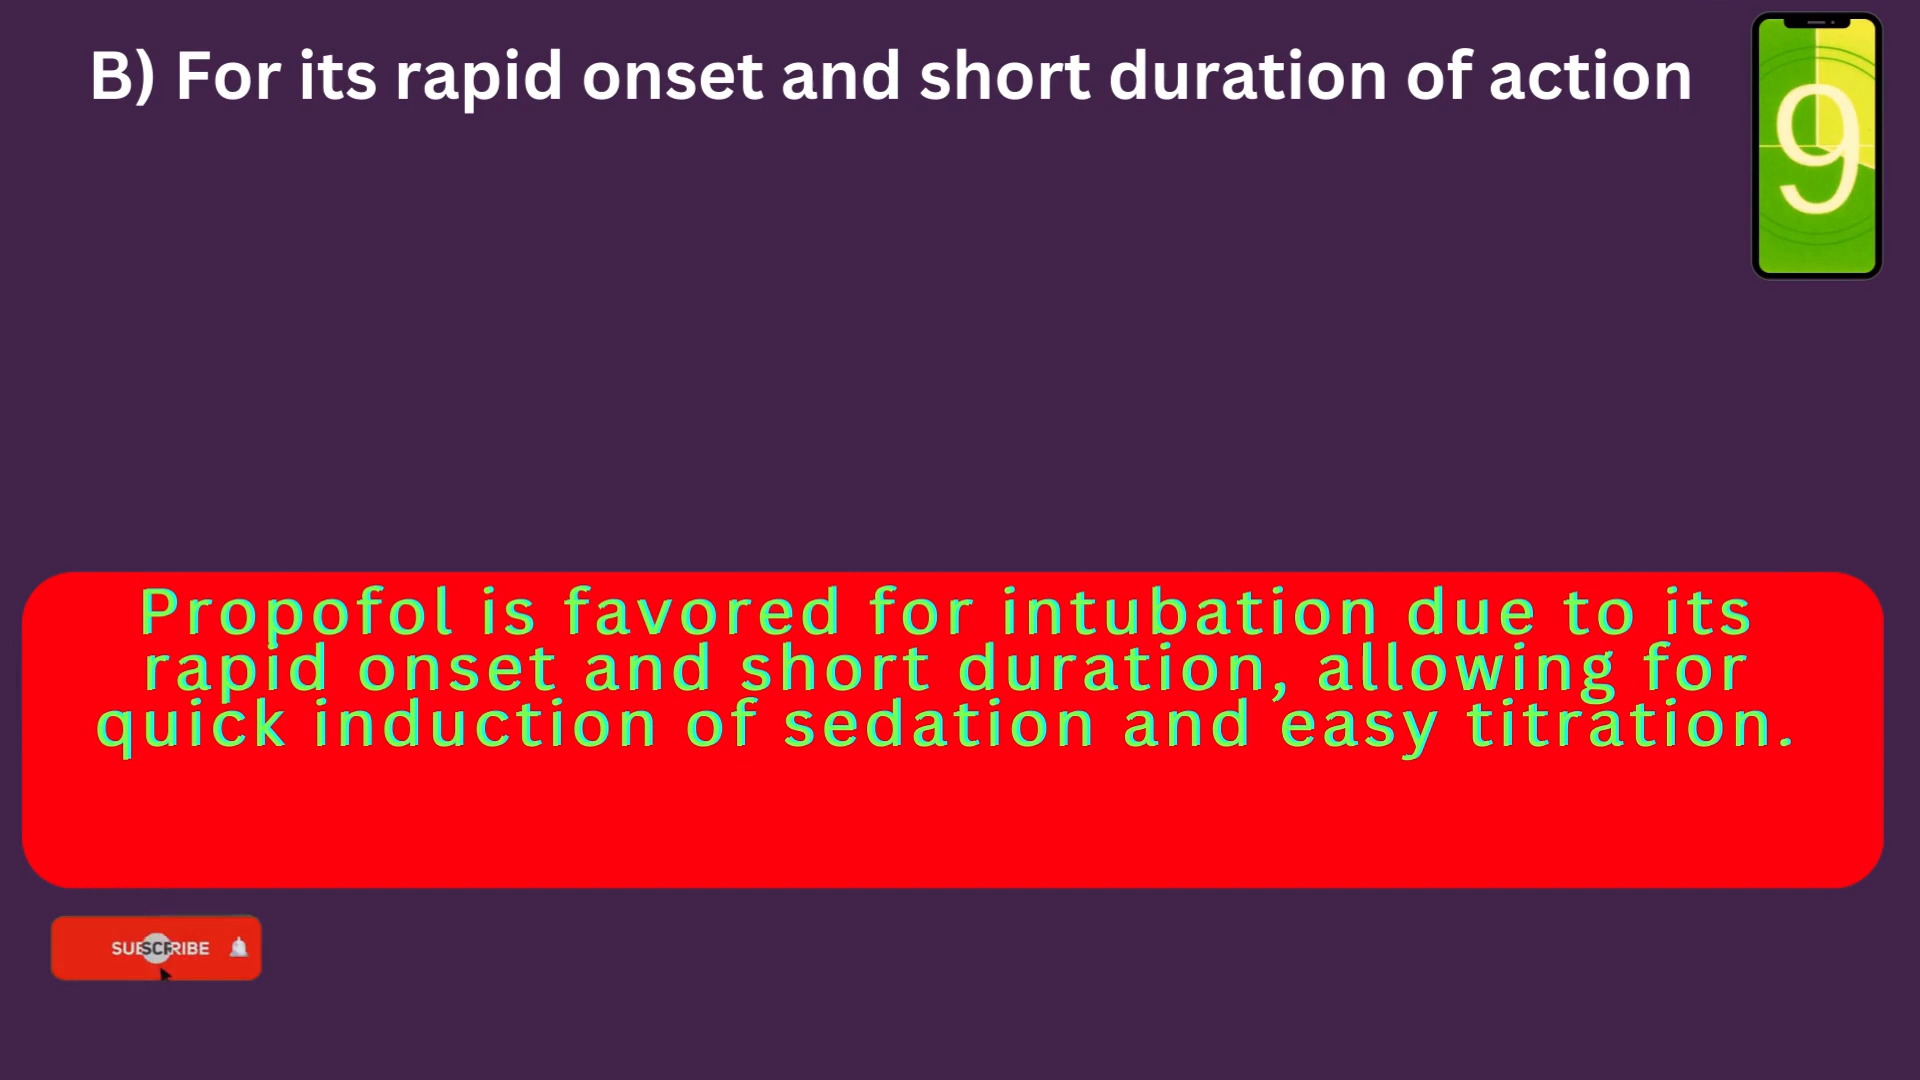 B) For its rapid onset and short duration of action
9
Propofol is favored for intubation due to its
rapid onset and short duration, allowing for
quick induction of sedation and easy titration.
SUBSCRIBE